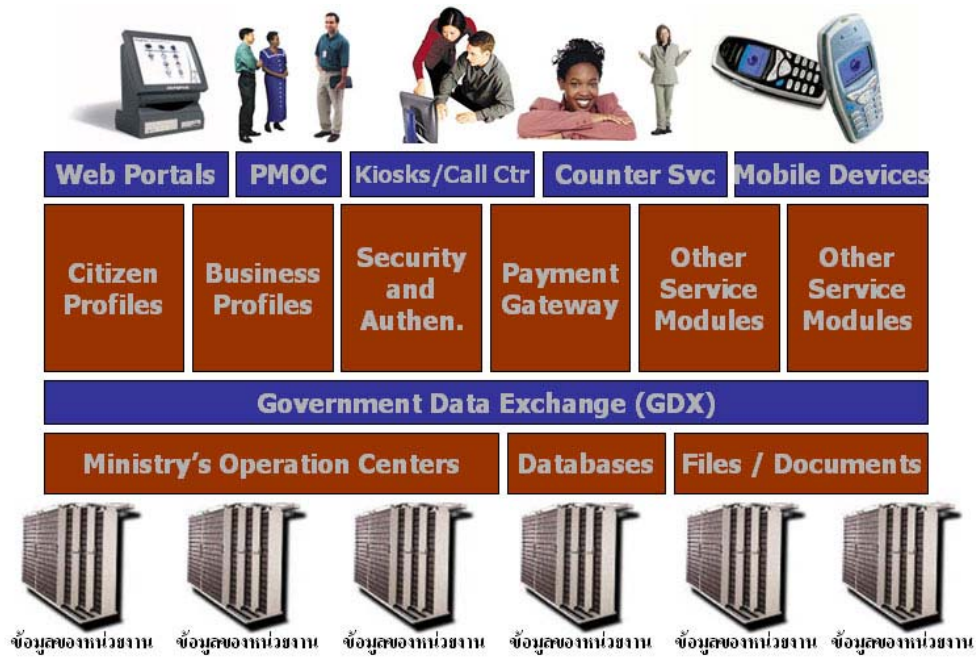 Web Portals
PMOC
Kiosks/Call Ctr
Counter Svc
Mobile Devices
Citizen
Profiles
Business
Profiles
Security
and
Authen.
Payment
Gateway
Other
Service
Modules
Other
Service
Modules
Government Data Exchange (GDX)
Ministry's Operation Centers
Databases
Files / Documents
ข้อมูลของหน่วยงาน
ข้อมูลของหน่วยงาน
ข้อมูลของหน่วยงาน
ข้อมูลของหน่วยงาน
ข้อมูลของหน่วยงาน
ข้อมูลของหน่วยงาน